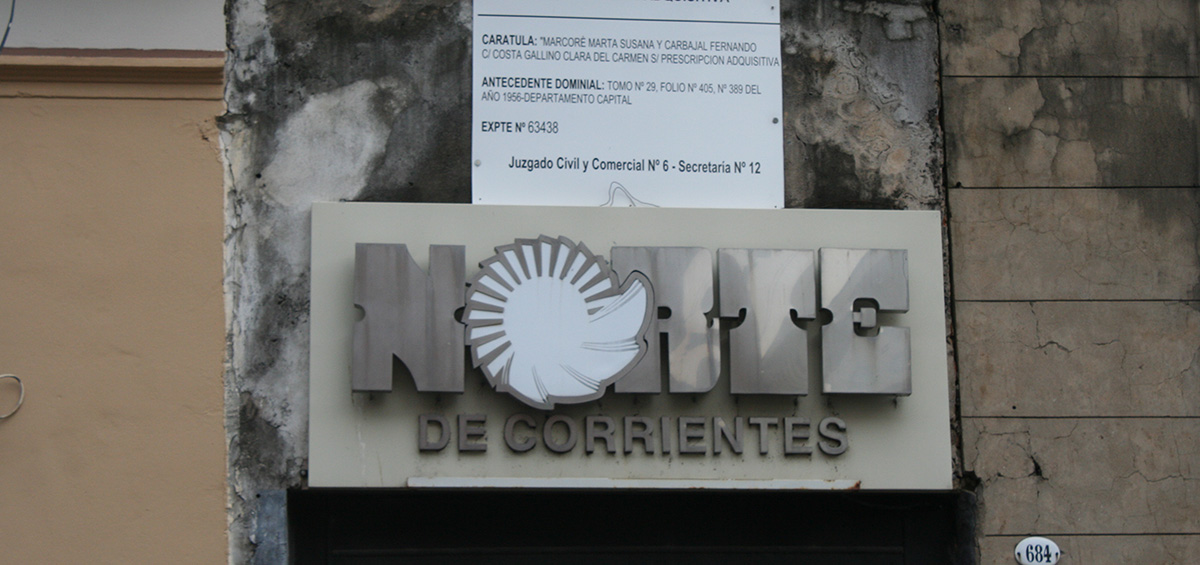 CARATULA: "MARCORÉ MARTA SUSANA Y CARBAJAL FERNANDO
C/ COSTA GALLINO CLARA DEL CARMEN S/ PRESCRIPCION ADQUISITIVA
ANTECEDENTE DOMINIAL: TOMO Nº 29, FOLIO Nº 405, Nº 389 DEL
AÑO 1956-DEPARTAMENTO CAPITAL
EXPTE Nº 63438
Juzgado Civil y Comercial Nº 6 - Secretaria Nº 12
NORTE
DE CORRIENTES
684